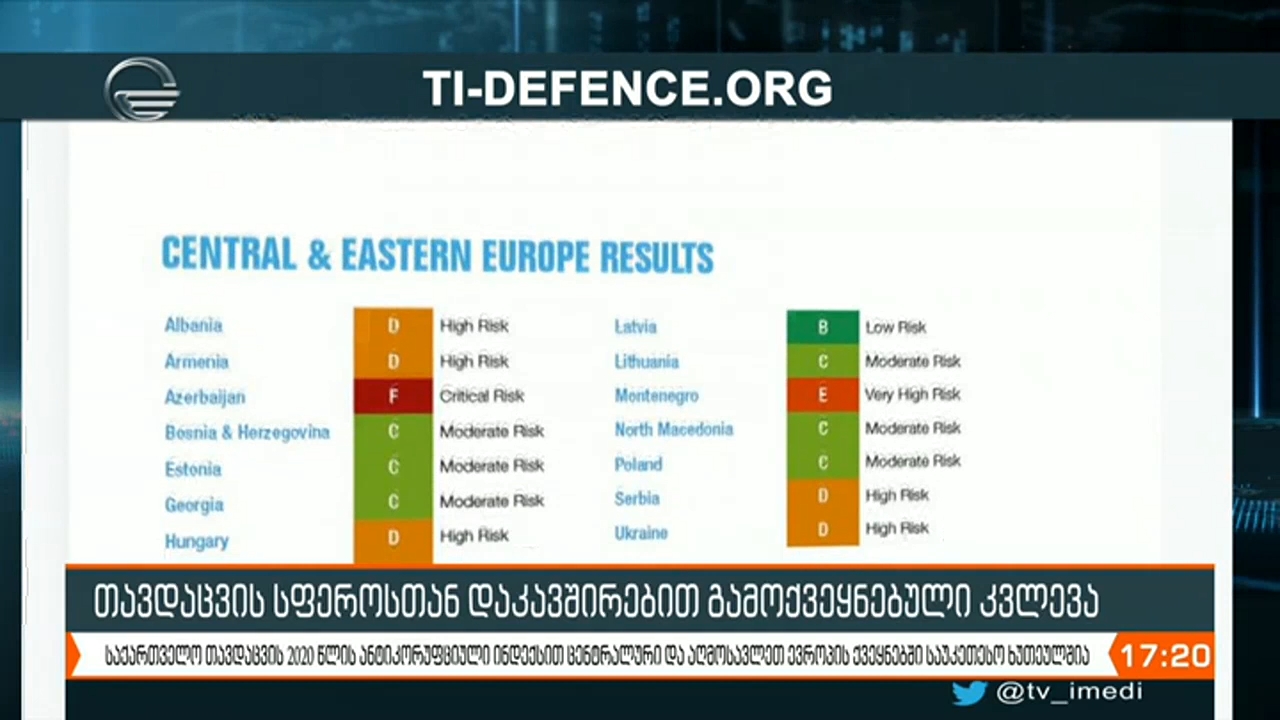 TI-DEFENCE.ORG
CENTRAL & EASTERN EUROPE RESULTS
Albania D High Risk
Armenia D High Risk
Azerbaijan F Critical Risk
Bosnia & Herzegovina C Moderate Risk
Estonia C Moderate Risk
Georgia C Moderate Risk
Hungary D High Risk
Latvia B Low Risk
Lithuania C Moderate Risk
Montenegro E Very High Risk
North Macedonia C Moderate Risk
Poland C Moderate Risk
Serbia D High Risk
Ukraine D High Risk
თავდაცვის სფეროსთან დაკავშირებით გამოქვეყნებული კვლევა
საქართველო თავდაცვის 2020 წლის ანტიკორუფციული ინდექსით ცენტრალური და აღმოსავლეთ ევროპის ქვეყნებში საუკეთესო ხუთეულშია
17:20
@tv_imedi